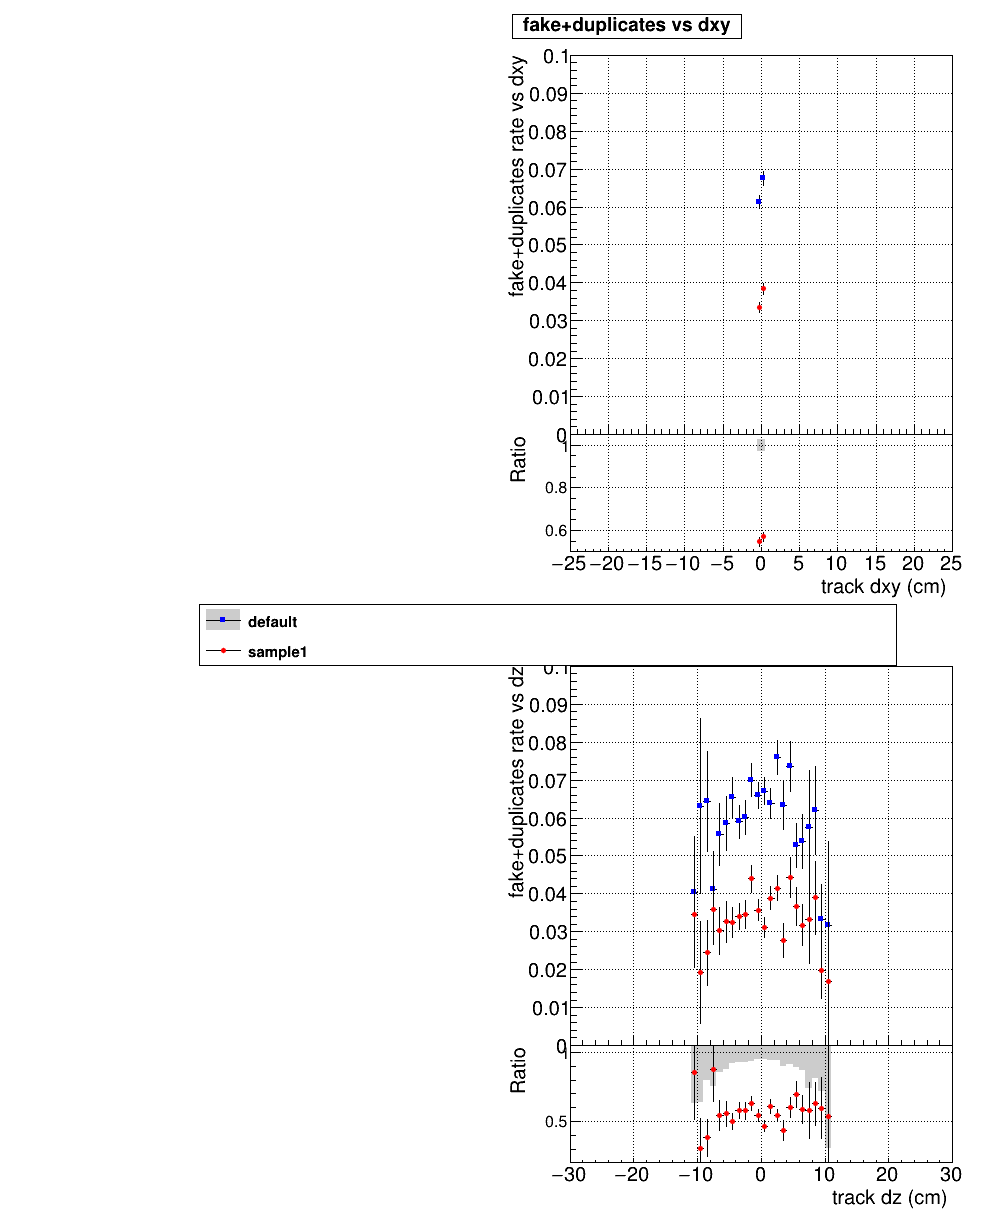 fake+duplicates vs dxy
fake+duplicates rate vs dxy
0.1
0.09
0.08
0.07
0.06
0.05
0.04
0.03
0.02
0.01
0
Ratio
1
0.8
0.6
−25 −20 −15 −10 −5 0 5 10 15 20 25
track dxy (cm)
default
sample1
fake+duplicates rate vs dz
0.1
0.09
0.08
0.07
0.06
0.05
0.04
0.03
0.02
0.01
0
Ratio
1
0.5
−30 −20 −10 0 10 20 30
track dz (cm)